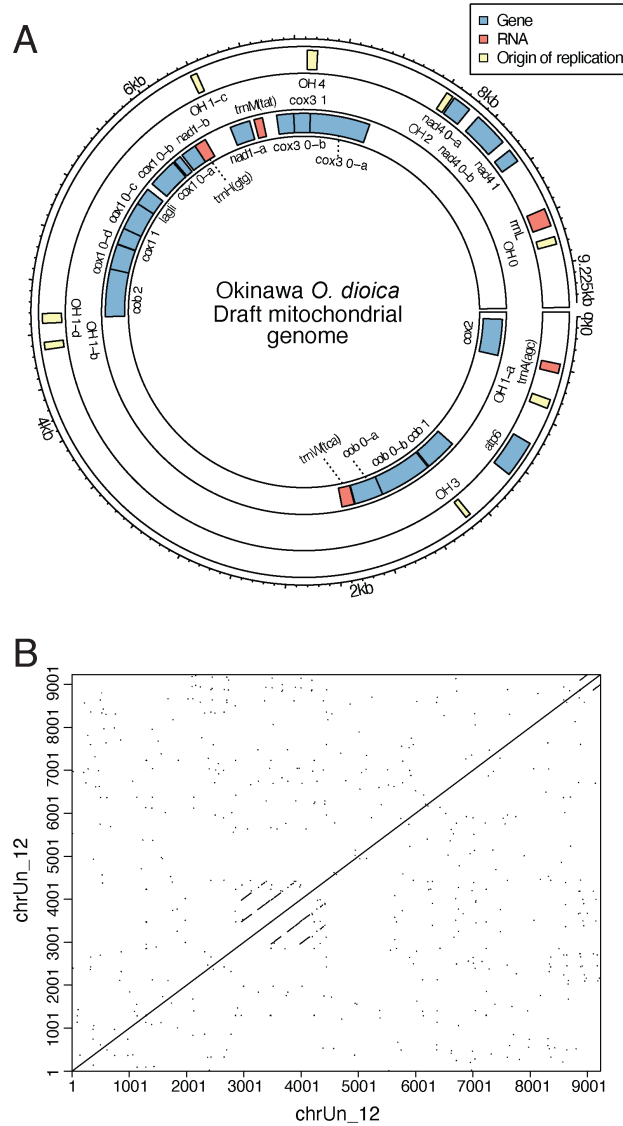 A
Gene
RNA
Origin of replication
6kb
8kb
OH 4
OH 1-c
trnM(tat)
cox3 1
nad4 0-a
OH 2
nad4 0-b
nad4 1
cox1 0-b
nad1-b
nad1-a
cox3 0-b
cox3 0-a
cox1 0-c
lagli
cox1 0-a
trnH(gtg)
rrnL
OH 0
cox1 0-d
cox1 1
9.225kb
0kb
cob 2
Okinawa O. dioica
Draft mitochondrial
genome
cox2
OH 1-d
OH 1-b
trnA(agc)
OH 1-a
4kb
trnW(tca)
cob 0-a
cob 0-b
cob 1
atp6
OH 3
2kb
B
chrUn_12
9001
8001
7001
6001
5001
4001
3001
2001
1001
1
1
1001
2001
3001
4001
5001
6001
7001
8001
9001
chrUn_12